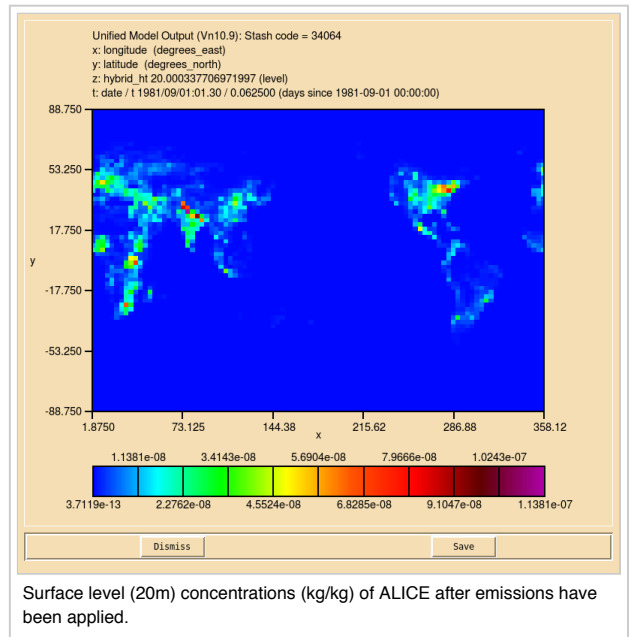 Unified Model Output (Vn10.9): Stash code = 34064
x: longitude (degrees_east)
y: latitude (degrees_north)
z: hybrid_ht 20.000337706971997 (level)
t: date / t 1981/09/01:01.30 / 0.062500 (days since 1981-09-01 00:00:00)
88.750
53.250
17.750
y
-17.750
-53.250
-88.750
1.8750 73.125 144.38 215.62 286.88 358.12
x
1.1381e-08 3.4143e-08 5.6904e-08 7.9666e-08 1.0243e-07
3.7119e-13 2.2762e-08 4.5524e-08 6.8285e-08 9.1047e-08 1.1381e-07
Dismiss Save
Surface level (20m) concentrations (kg/kg) of ALICE after emissions have
been applied.